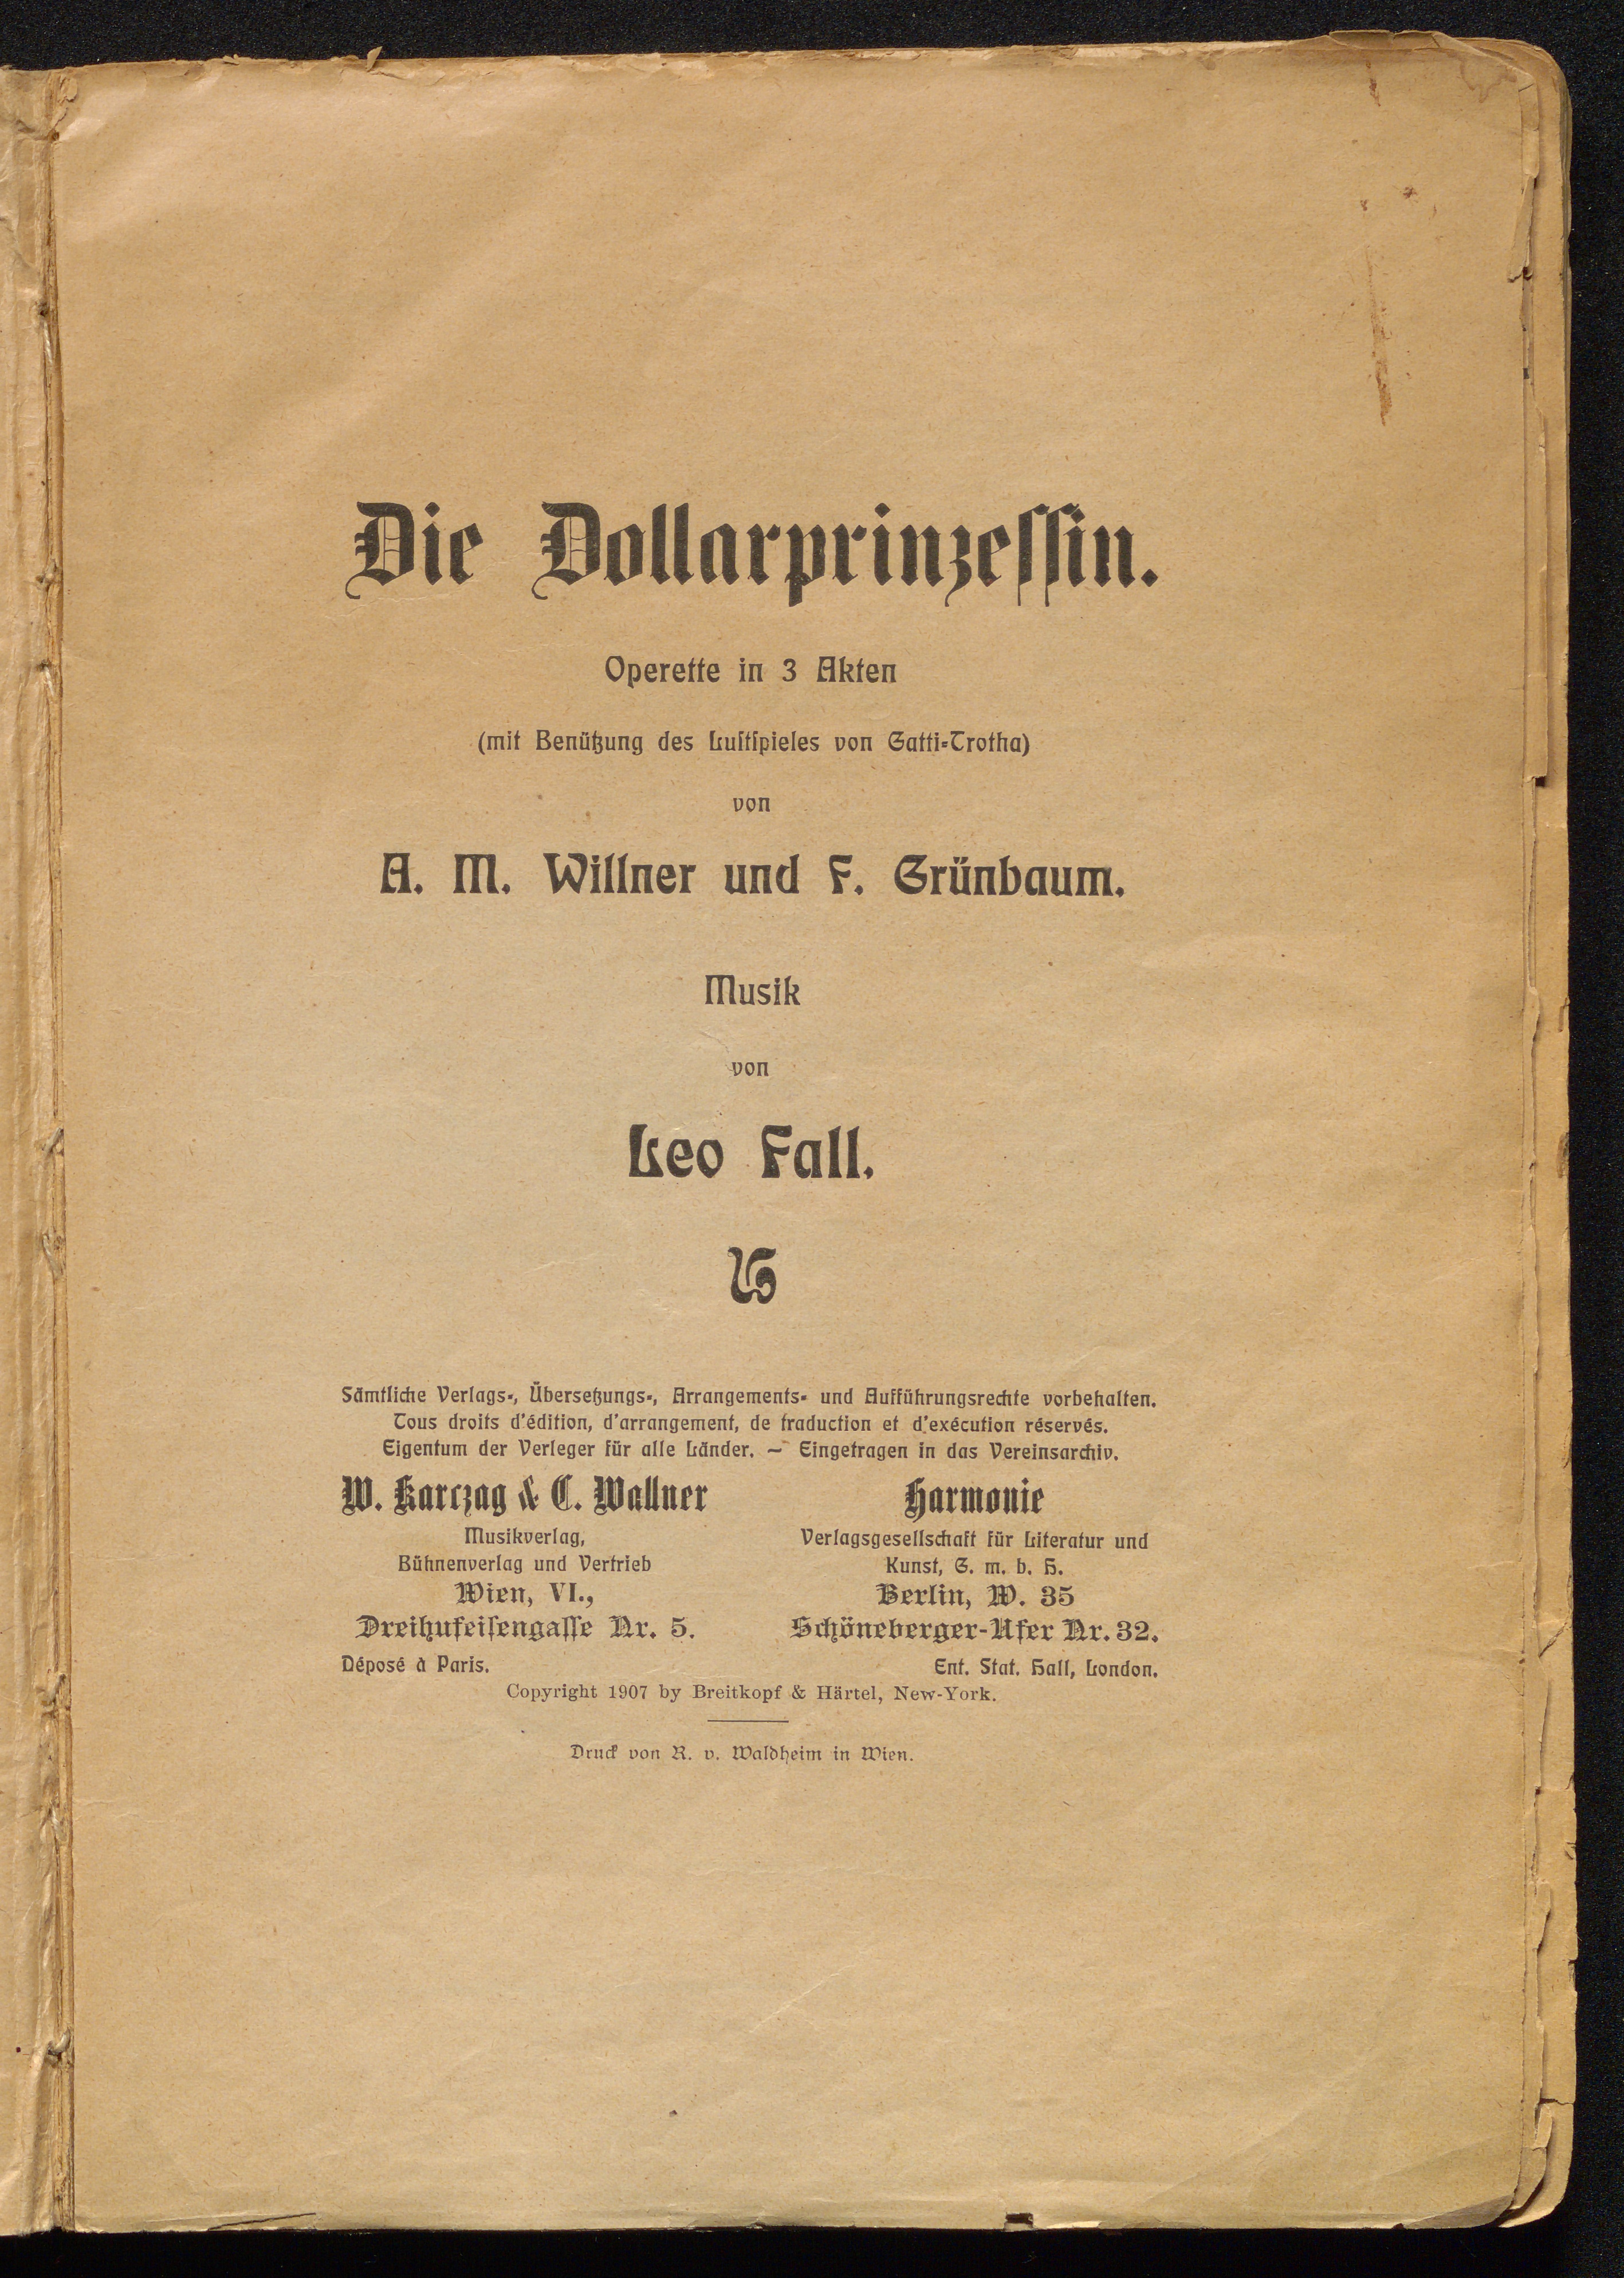 Die Dollarprinzeſſin.
Operette in 3 Akten
(mit Benützung des Luſtſpieles von Gatti-Trotha)
von
A. M. Willner und F. Grünbaum.
Musik
von
Leo Fall.
Sämtliche Verlags-, Übersetzungs-, Arrangements- und Aufführungsrechte vorbehalten.
Tous droits d'édition, d'arrangement, de traduction et d'exécution réservés.
Eigentum der Verleger für alle Länder. — Eingetragen in das Vereinsarchiv.
W. Karczag & C. Wallner
Musikverlag,
Bühnenverlag und Vertrieb
Wien, VI.,
Dreihufeiſengaſſe Nr. 5.
Déposé à Paris.
Harmonie
Verlagsgesellschaft für Literatur und
Kunst, G. m. b. H.
Berlin, W. 35
Schöneberger-Ufer Nr. 32.
Ent. Stat. Hall, London.
Copyright 1907 by Breitkopf & Härtel, New-York.
Druck von R. v. Waldheim in Wien.